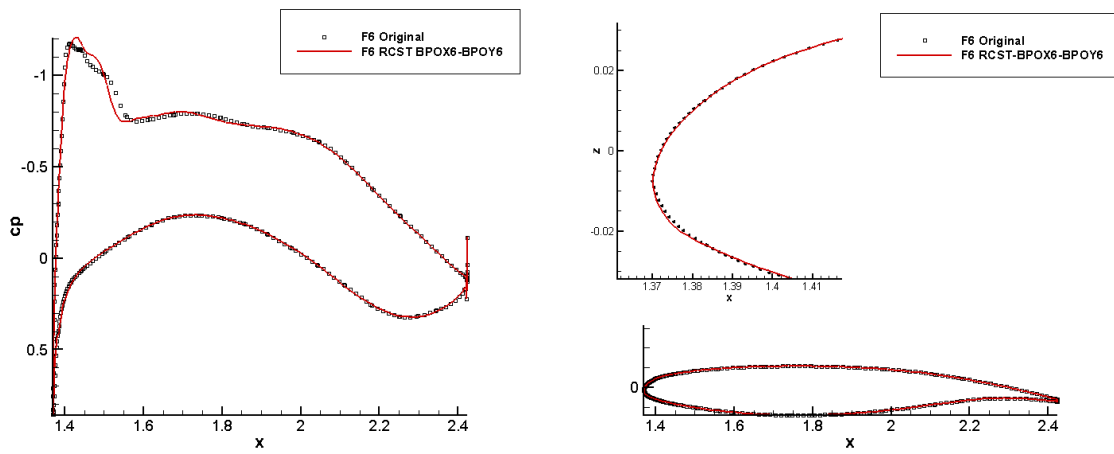 F6 Original
F6 RCST BPOX6-BPOY6
-1
-0.5
0
0.5
cp
1.4
1.6
1.8
2
2.2
2.4
x
F6 Original
F6 RCST-BPOX6-BPOY6
0.02
0
-0.02
z
1.37
1.38
1.39
1.4
1.41
x
0
1.4
1.6
1.8
2
2.2
2.4
x